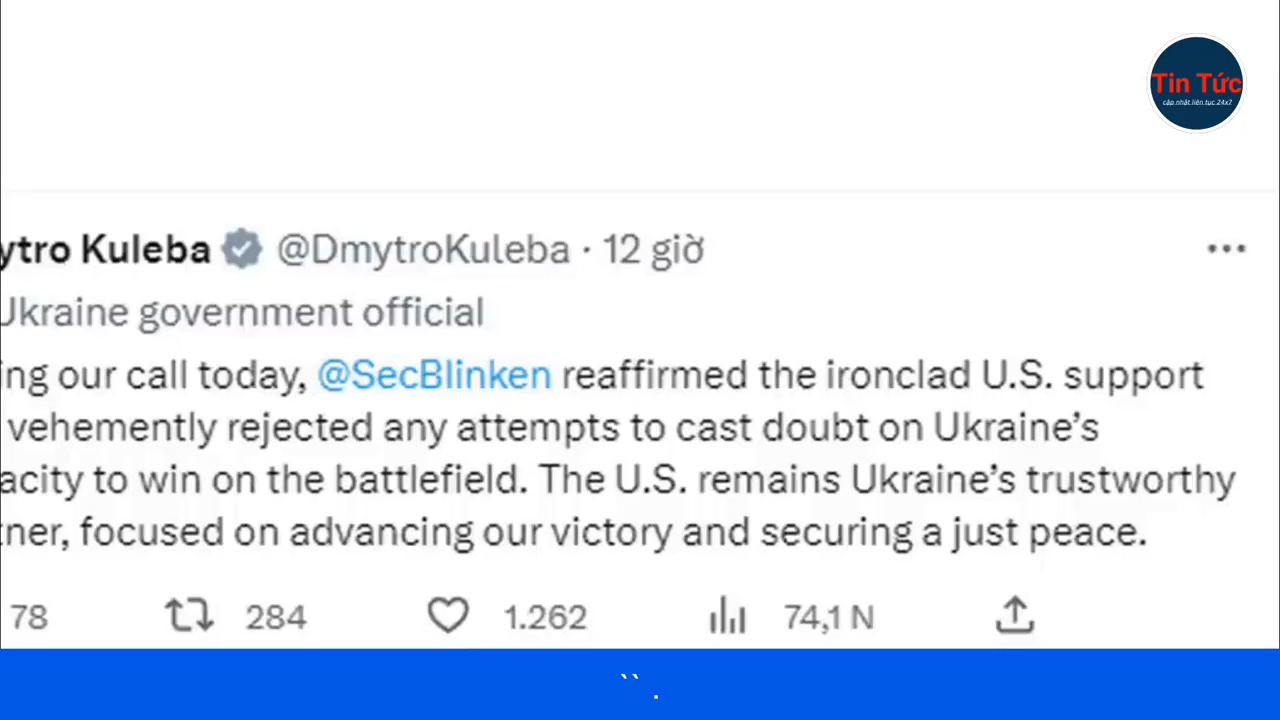 Tin Tức
cập.nhật.liên.tục.24x7
ytro Kuleba @DmytroKuleba · 12 giờ
Ukraine government official
ing our call today, @SecBlinken reaffirmed the ironclad U.S. support
vehemently rejected any attempts to cast doubt on Ukraine’s
acity to win on the battlefield. The U.S. remains Ukraine’s trustworthy
tner, focused on advancing our victory and securing a just peace.
78 284 1.262 74,1 N
`` .